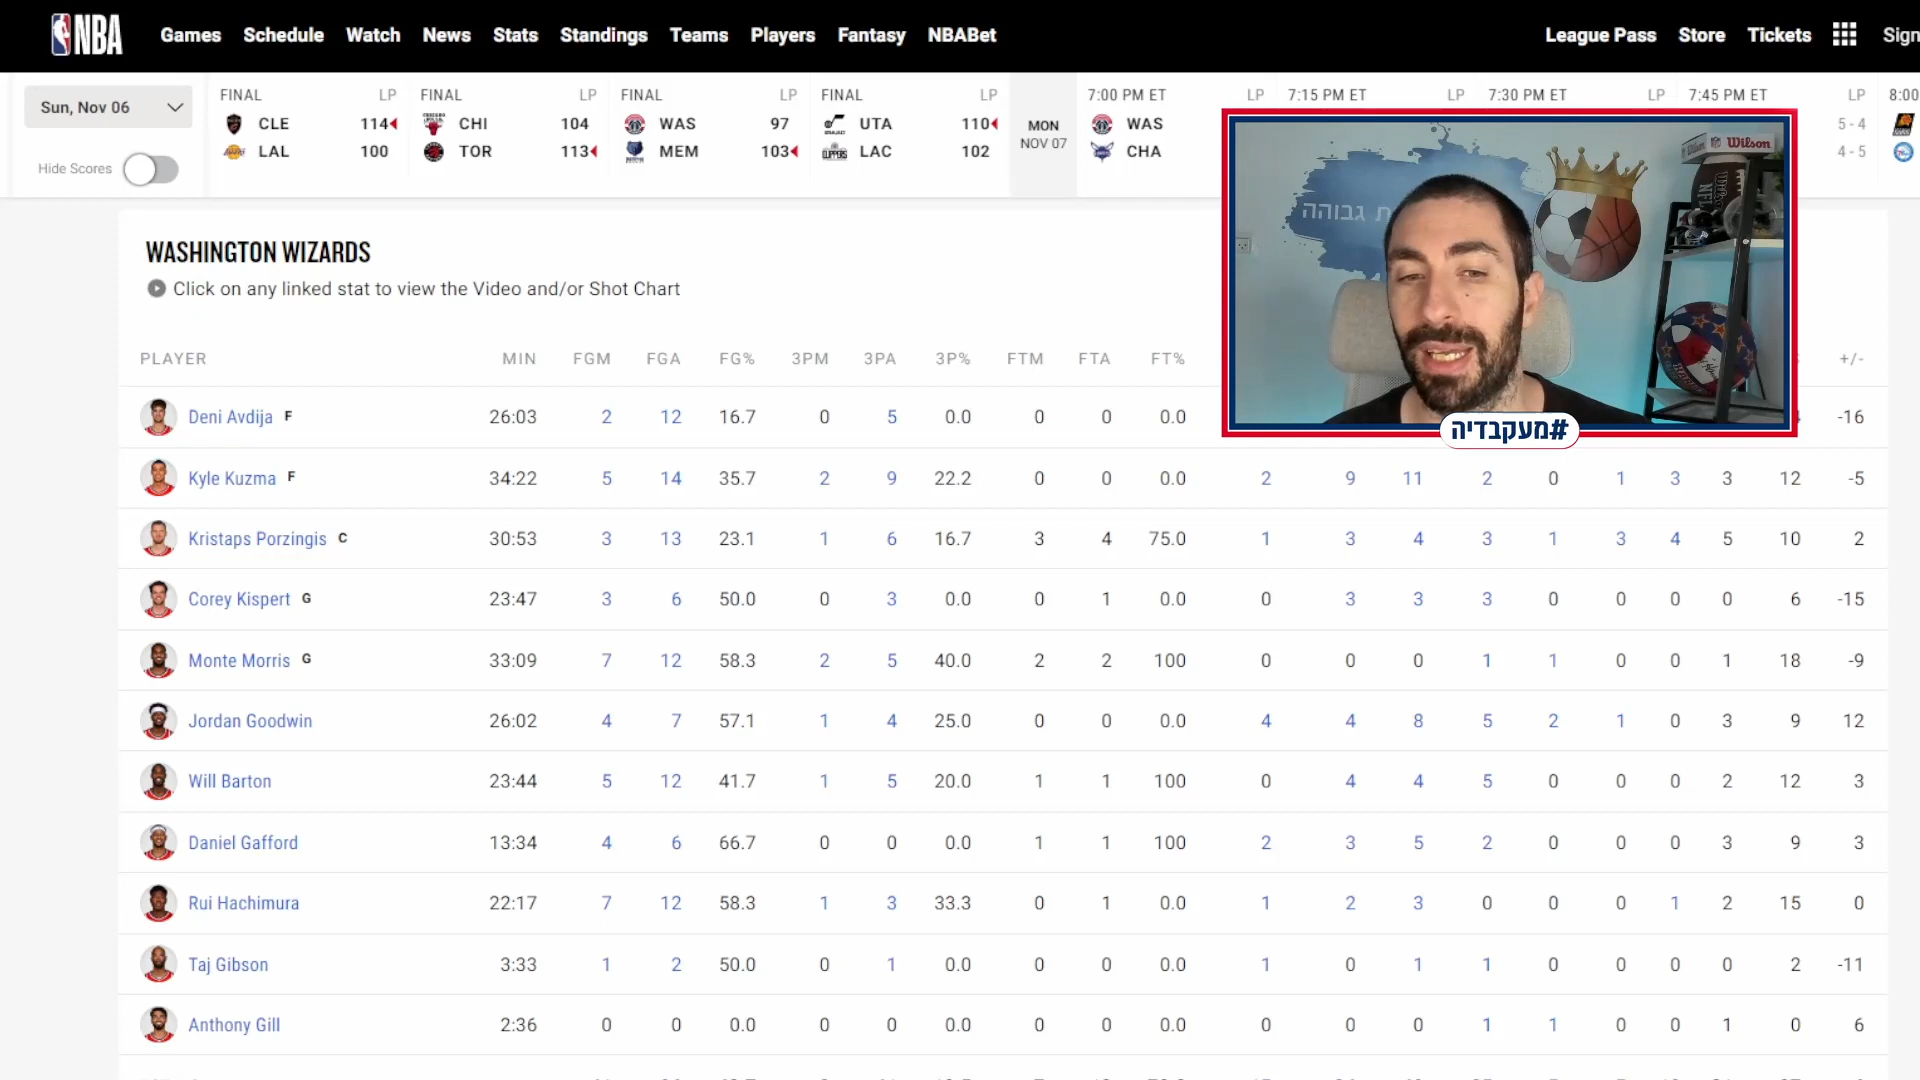 NBA Games Schedule Watch News Stats Standings Teams Players Fantasy NBABet League Pass Store Tickets Sign
Sun, Nov 06
Hide Scores
FINAL LP
CLE 114
LAL 100
FINAL LP
CHI 104
TOR 113
FINAL LP
WAS 97
MEM 103
FINAL LP
UTA 110
LAC 102
MON
NOV 07
7:00 PM ET LP
WAS
CHA
7:15 PM ET LP
7:30 PM ET LP
7:45 PM ET LP
5 - 4
4 - 5
8:00
ת גבוהה
Wilson
NFL
#מעקבדיה
WASHINGTON WIZARDS
Click on any linked stat to view the Video and/or Shot Chart
PLAYER MIN FGM FGA FG% 3PM 3PA 3P% FTM FTA FT% +/-
Deni Avdija F 26:03 2 12 16.7 0 5 0.0 0 0 0.0 -16
Kyle Kuzma F 34:22 5 14 35.7 2 9 22.2 0 0 0.0 2 9 11 2 0 1 3 3 12 -5
Kristaps Porzingis C 30:53 3 13 23.1 1 6 16.7 3 4 75.0 1 3 4 3 1 3 4 5 10 2
Corey Kispert G 23:47 3 6 50.0 0 3 0.0 0 1 0.0 0 3 3 3 0 0 0 0 6 -15
Monte Morris G 33:09 7 12 58.3 2 5 40.0 2 2 100 0 0 0 1 1 0 0 1 18 -9
Jordan Goodwin 26:02 4 7 57.1 1 4 25.0 0 0 0.0 4 4 8 5 2 1 0 3 9 12
Will Barton 23:44 5 12 41.7 1 5 20.0 1 1 100 0 4 4 5 0 0 0 2 12 3
Daniel Gafford 13:34 4 6 66.7 0 0 0.0 1 1 100 2 3 5 2 0 0 0 3 9 3
Rui Hachimura 22:17 7 12 58.3 1 3 33.3 0 1 0.0 1 2 3 0 0 0 1 2 15 0
Taj Gibson 3:33 1 2 50.0 0 1 0.0 0 0 0.0 1 0 1 1 0 0 0 0 2 -11
Anthony Gill 2:36 0 0 0.0 0 0 0.0 0 0 0.0 0 0 0 1 1 0 0 1 0 6